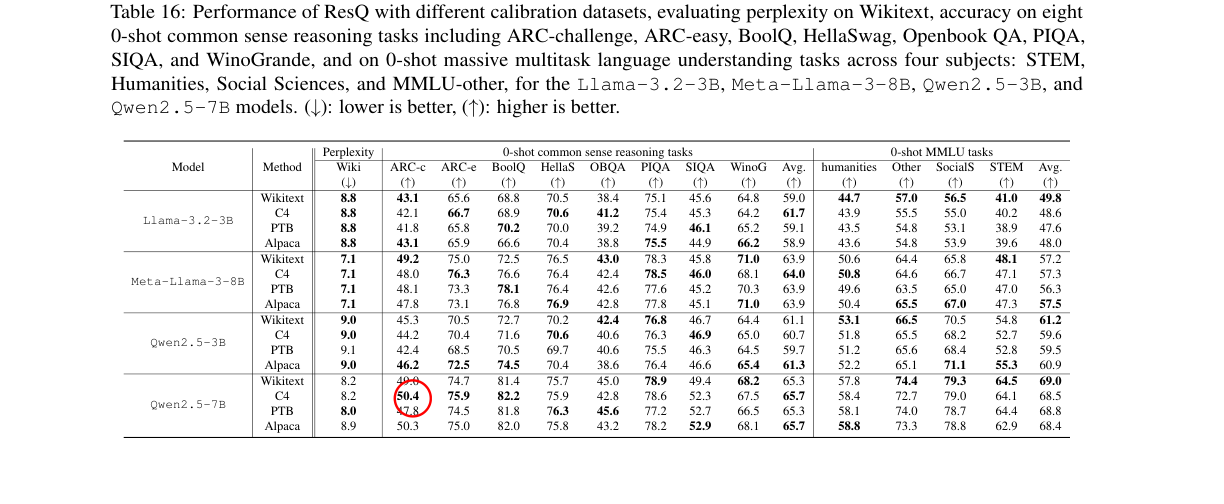 Table 16: Performance of ResQ with different calibration datasets, evaluating perplexity on Wikitext, accuracy on eight
0-shot common sense reasoning tasks including ARC-challenge, ARC-easy, BoolQ, HellaSwag, Openbook QA, PIQA,
SIQA, and WinoGrande, and on 0-shot massive multitask language understanding tasks across four subjects: STEM,
Humanities, Social Sciences, and MMLU-other, for the Llama-3.2-3B, Meta-Llama-3-8B, Qwen2.5-3B, and
Qwen2.5-7B models. (↓): lower is better, (↑): higher is better.
Perplexity 0-shot common sense reasoning tasks 0-shot MMLU tasks
Model Method Wiki ARC-c ARC-e BoolQ HellaS OBQA PIQA SIQA WinoG Avg. humanities Other SocialS STEM Avg.
(↓) (↑) (↑) (↑) (↑) (↑) (↑) (↑) (↑) (↑) (↑) (↑) (↑) (↑) (↑)
Llama-3.2-3B
Wikitext 8.8 43.1 65.6 68.8 70.5 38.4 75.1 45.6 64.8 59.0 44.7 57.0 56.5 41.0 49.8
C4 8.8 42.1 66.7 68.9 70.6 41.2 75.4 45.3 64.2 61.7 43.9 55.5 55.0 40.2 48.6
PTB 8.8 41.8 65.8 70.2 70.0 39.2 74.9 46.1 65.2 59.1 43.5 54.8 53.1 38.9 47.6
Alpaca 8.8 43.1 65.9 66.6 70.4 38.8 75.5 44.9 66.2 58.9 43.6 54.8 53.9 39.6 48.0
Meta-Llama-3-8B
Wikitext 7.1 49.2 75.0 72.5 76.5 43.0 78.3 45.8 71.0 63.9 50.6 64.4 65.8 48.1 57.2
C4 7.1 48.0 76.3 76.6 76.4 42.4 78.5 46.0 68.1 64.0 50.8 64.6 66.7 47.1 57.3
PTB 7.1 48.1 73.3 78.1 76.4 42.6 77.6 45.2 70.3 63.9 49.6 63.5 65.0 47.0 56.3
Alpaca 7.1 47.8 73.1 76.8 76.9 42.8 77.8 45.1 71.0 63.9 50.4 65.5 67.0 47.3 57.5
Qwen2.5-3B
Wikitext 9.0 45.3 70.5 72.7 70.2 42.4 76.8 46.7 64.4 61.1 53.1 66.5 70.5 54.8 61.2
C4 9.0 44.2 70.4 71.6 70.6 40.6 76.3 46.9 65.0 60.7 51.8 65.5 68.2 52.7 59.6
PTB 9.1 42.4 68.5 70.5 69.7 40.6 75.5 46.3 64.5 59.7 51.2 65.6 68.4 52.8 59.5
Alpaca 9.0 46.2 72.5 74.5 70.4 38.6 76.4 46.6 65.4 61.3 52.2 65.1 71.1 55.3 60.9
Qwen2.5-7B
Wikitext 8.2 49.0 74.7 81.4 75.7 45.0 78.9 49.4 68.2 65.3 57.8 74.4 79.3 64.5 69.0
C4 8.2 50.4 75.9 82.2 75.9 42.8 78.6 52.3 67.5 65.7 58.4 72.7 79.0 64.1 68.5
PTB 8.0 47.8 74.5 81.8 76.3 45.6 77.2 52.7 66.5 65.3 58.1 74.0 78.7 64.4 68.8
Alpaca 8.9 50.3 75.0 82.0 75.8 43.2 78.2 52.9 68.1 65.7 58.8 73.3 78.8 62.9 68.4